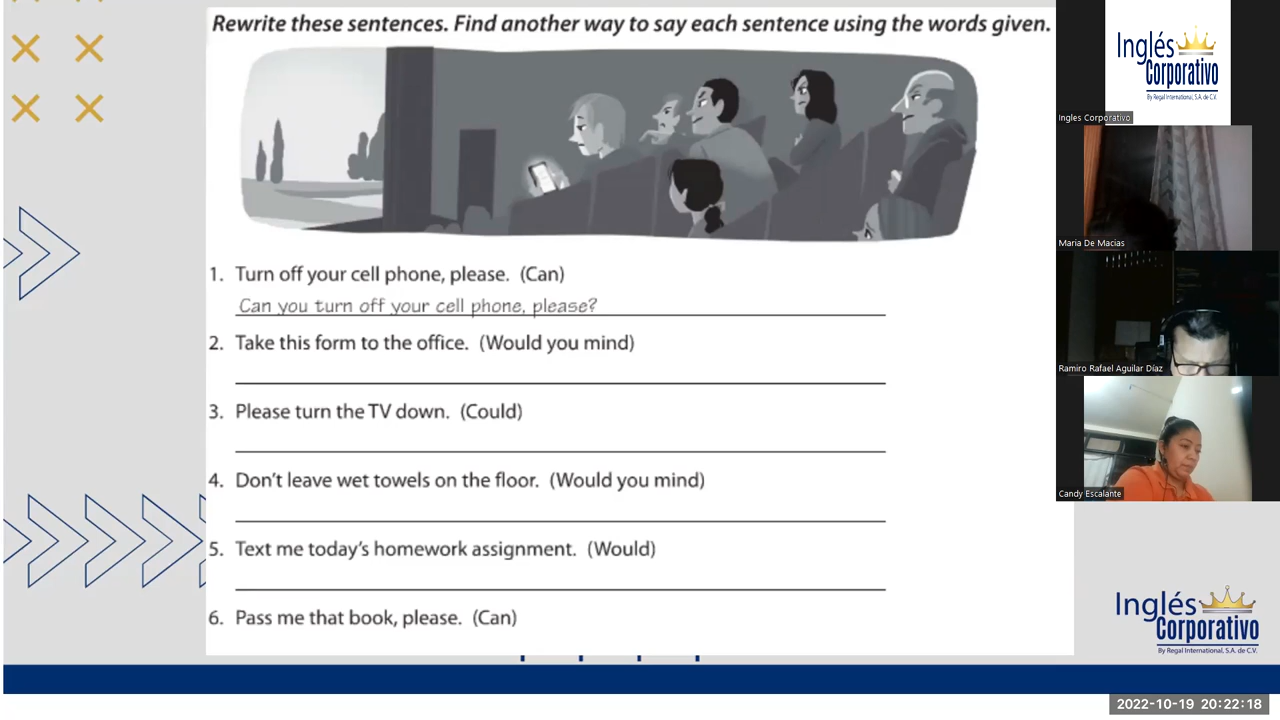 Rewrite these sentences. Find another way to say each sentence using the words given.
1. Turn off your cell phone, please. (Can)
Can you turn off your cell phone, please?
2. Take this form to the office. (Would you mind)
3. Please turn the TV down. (Could)
4. Don't leave wet towels on the floor. (Would you mind)
5. Text me today's homework assignment. (Would)
6. Pass me that book, please. (Can)
Inglés
Corporativo
By Regal International, S.A. de C.V.
Ingles Corporativo
Maria De Macias
Ramiro Rafael Aguilar Díaz
Candy Escalante
Inglés
Corporativo
By Regal International, S.A. de C.V.
2022-10-19 20:22:18